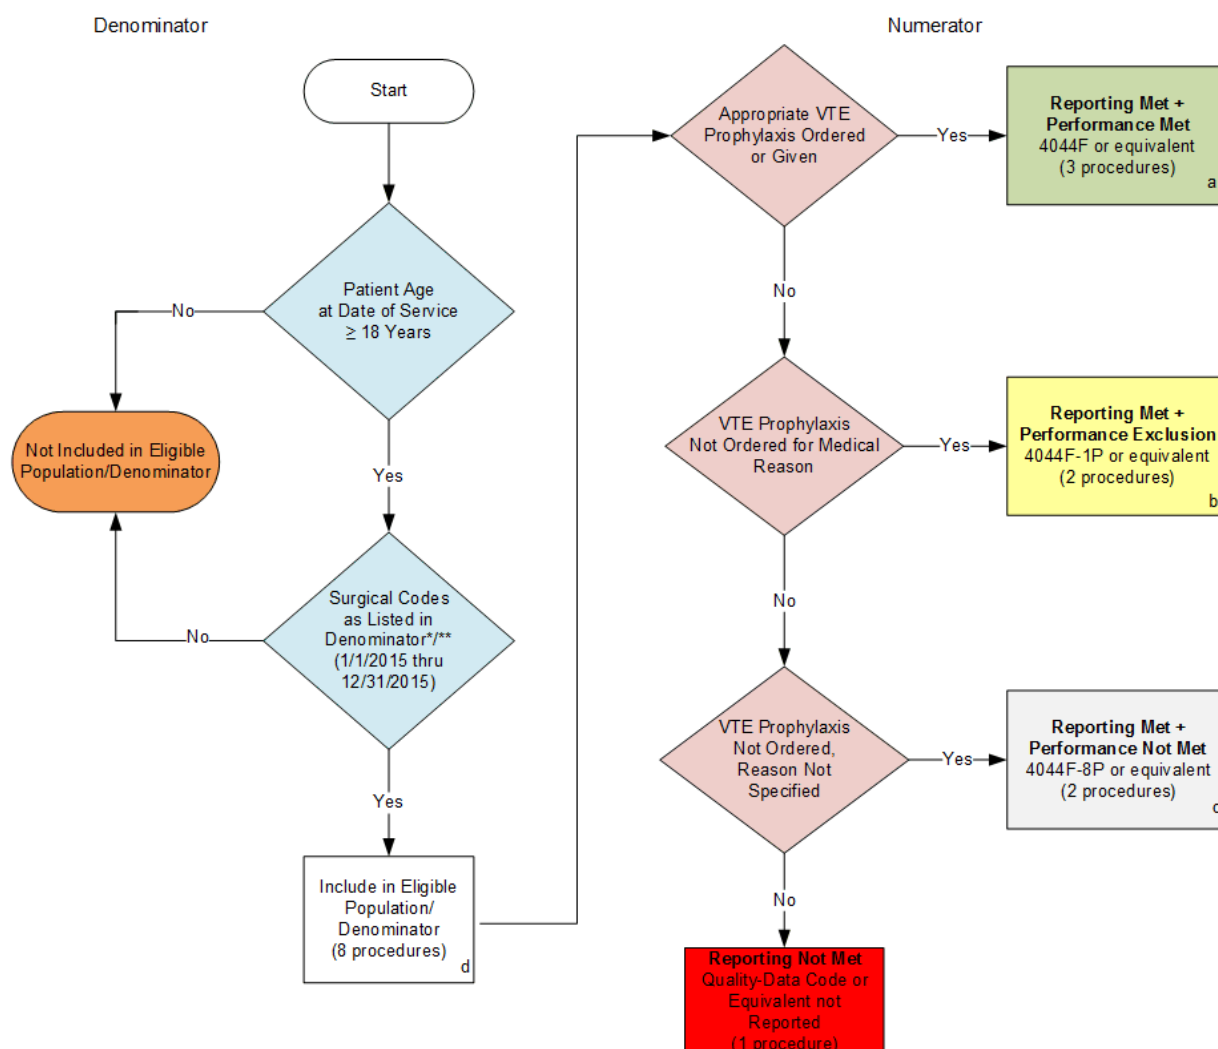 Denominator
Numerator
Start
Patient Age
at Date of Service
≥ 18 Years
No
Not Included in Eligible
Population/Denominator
Yes
Surgical Codes
as Listed in
Denominator*/**
(1/1/2015 thru
12/31/2015)
No
Yes
Include in Eligible
Population/
Denominator
(8 procedures)
d
Appropriate VTE
Prophylaxis Ordered
or Given
Yes
Reporting Met +
Performance Met
4044F or equivalent
(3 procedures)
a
No
VTE Prophylaxis
Not Ordered for Medical
Reason
Yes
Reporting Met +
Performance Exclusion
4044F-1P or equivalent
(2 procedures)
b
No
VTE Prophylaxis
Not Ordered,
Reason Not
Specified
Yes
Reporting Met +
Performance Not Met
4044F-8P or equivalent
(2 procedures)
c
No
Reporting Not Met
Quality-Data Code or
Equivalent not
Reported
(1 procedure)